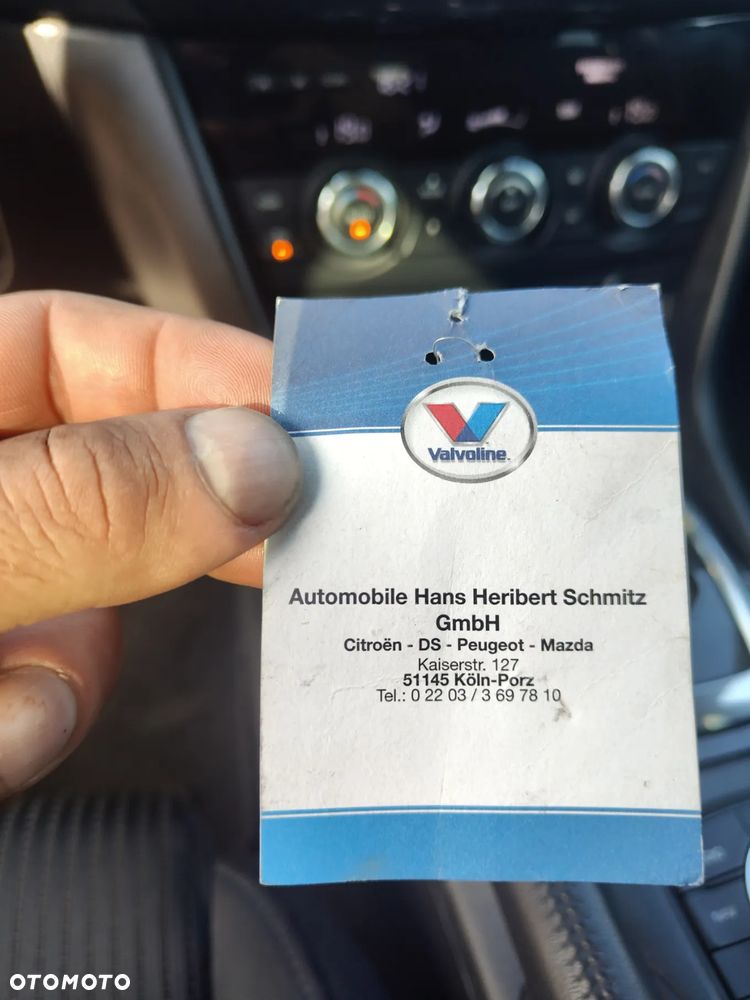 Valvoline™
Automobile Hans Heribert Schmitz
GmbH
Citroën - DS - Peugeot - Mazda
Kaiserstr. 127
51145 Köln-Porz
Tel.: 0 22 03 / 3 69 78 10
OTOMOTO